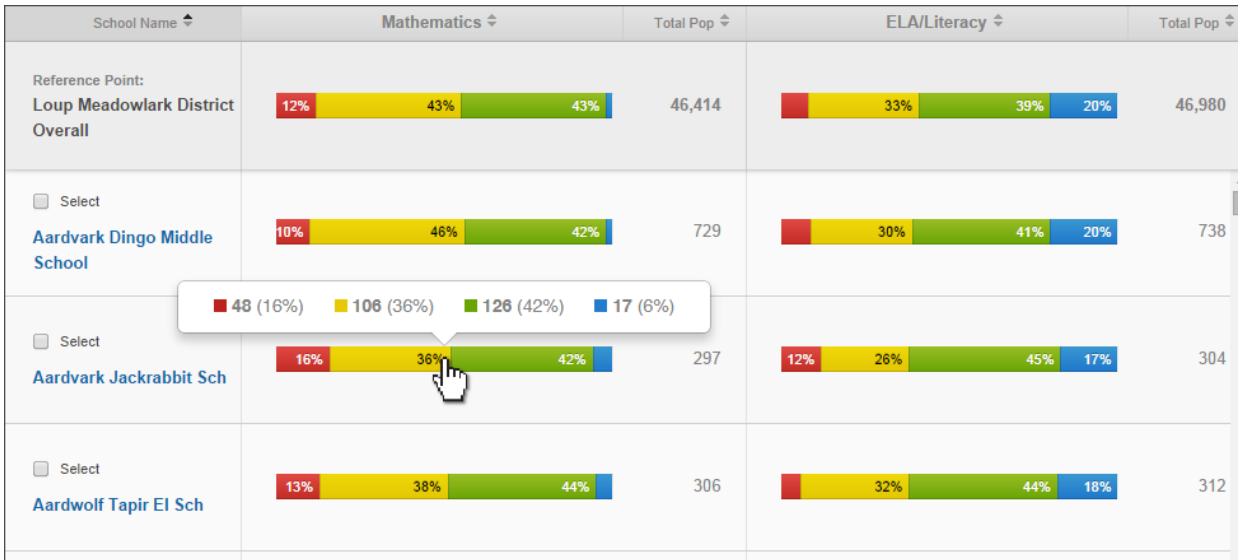 School Name Mathematics Total Pop ELA/Literacy Total Pop
Reference Point:
Loup Meadowlark District
Overall
12% 43% 43% 46,414 33% 39% 20% 46,980
Select
Aardvark Dingo Middle
School
10% 46% 42% 729 30% 41% 20% 738
48 (16%) 106 (36%) 126 (42%) 17 (6%)
Select
Aardvark Jackrabbit Sch
16% 36% 42% 297 12% 26% 45% 17% 304
Select
Aardwolf Tapir El Sch
13% 38% 44% 306 32% 44% 18% 312